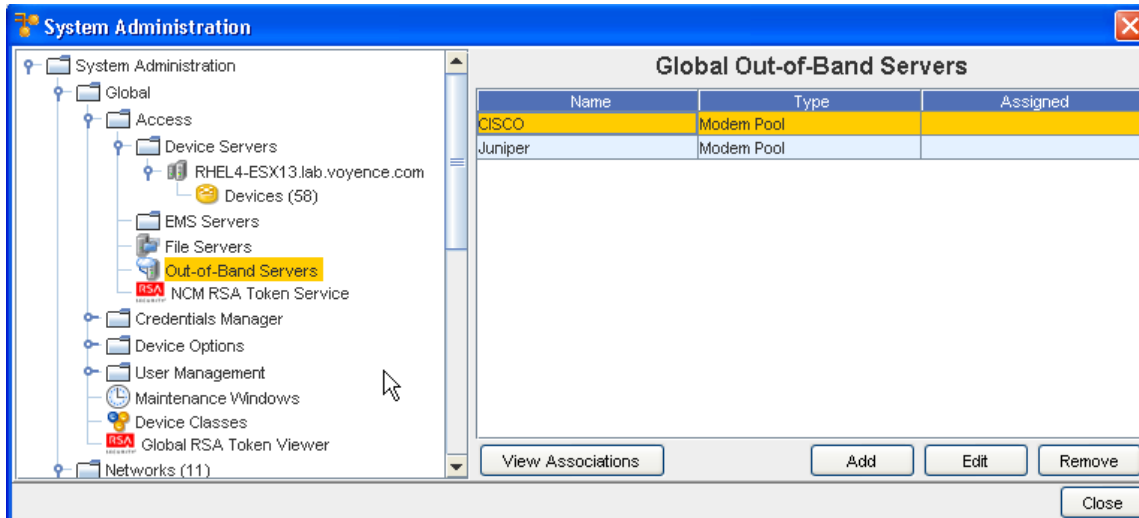 System Administration
System Administration
Global
Access
Device Servers
RHEL4-ESX13.lab.voyence.com
Devices (58)
EMS Servers
File Servers
Out-of-Band Servers
RSA NCM RSA Token Service
Credentials Manager
Device Options
User Management
Maintenance Windows
Device Classes
RSA Global RSA Token Viewer
Networks (11)
Global Out-of-Band Servers
Name Type Assigned
CISCO Modem Pool
Juniper Modem Pool
View Associations Add Edit Remove
Close